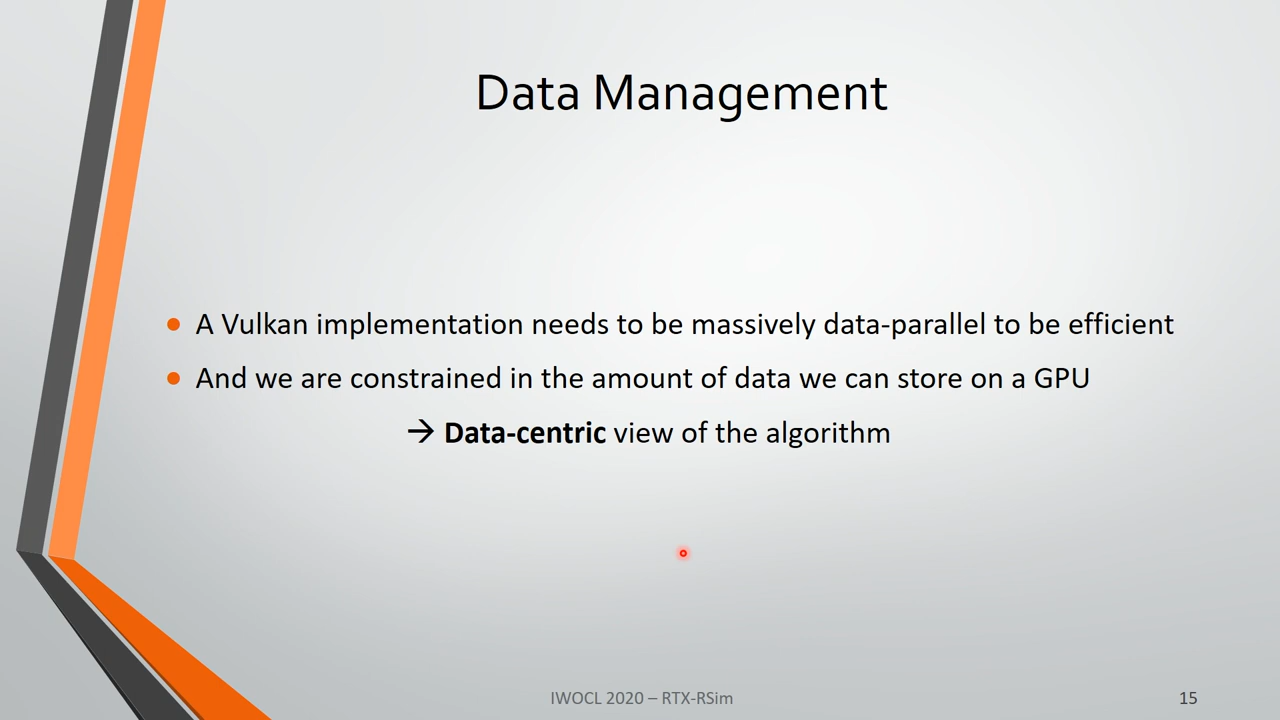 Data Management
A Vulkan implementation needs to be massively data-parallel to be efficient
And we are constrained in the amount of data we can store on a GPU
→ Data-centric view of the algorithm
IWOCL 2020 – RTX-RSim
15